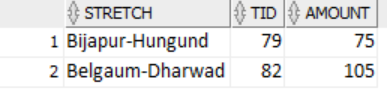 STRETCH TID AMOUNT
1 Bijapur-Hungund 79 75
2 Belgaum-Dharwad 82 105